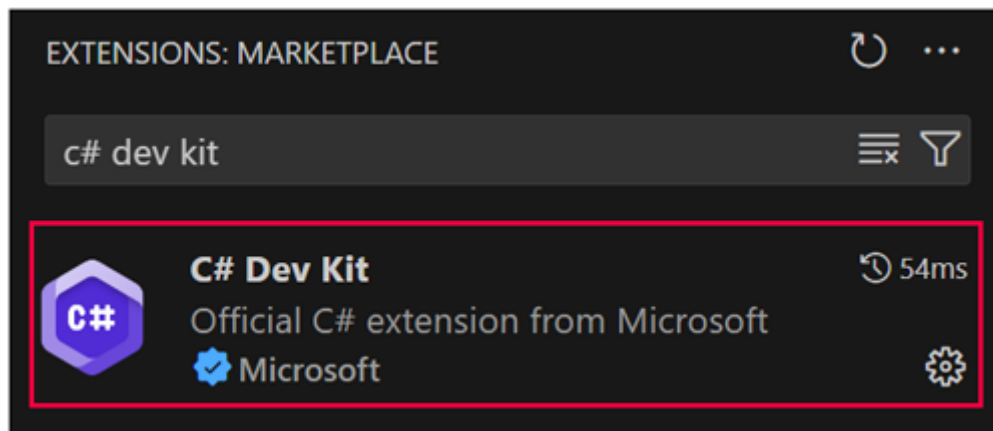 EXTENSIONS: MARKETPLACE
c# dev kit
C# Dev Kit
54ms
C#
Official C# extension from Microsoft
Microsoft